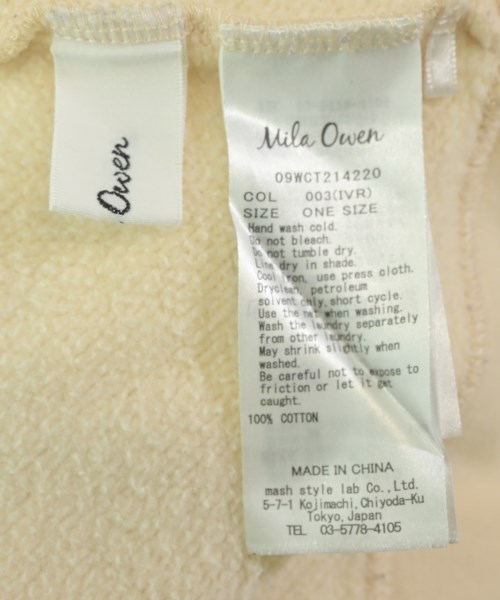 Owen
Mila Owen
09WCT214220
COL 003(IVR)
SIZE ONE SIZE
Hand wash cold.
Do not bleach.
Do not tumble dry.
Line dry in shade.
Cool iron, use press cloth.
Dryclean, petroleum
solvent only, short cycle.
Use the net when washing.
Wash the laundry separately
from other laundry.
May shrink slightly when
washed.
Be careful not to expose to
friction or let it get
caught.
100% COTTON
MADE IN CHINA
mash style lab Co., Ltd.
5-7-1 Kojimachi, Chiyoda-Ku
Tokyo, Japan
TEL 03-5778-4105